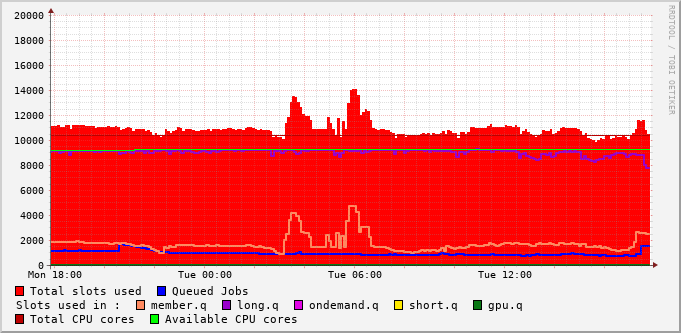 20000
18000
16000
14000
12000
10000
8000
6000
4000
2000
0
Mon 18:00 Tue 00:00 Tue 06:00 Tue 12:00
Total slots used Queued Jobs
Slots used in : member.q long.q ondemand.q short.q gpu.q
Total CPU cores Available CPU cores
RRDTOOL / TOBI OETIKER